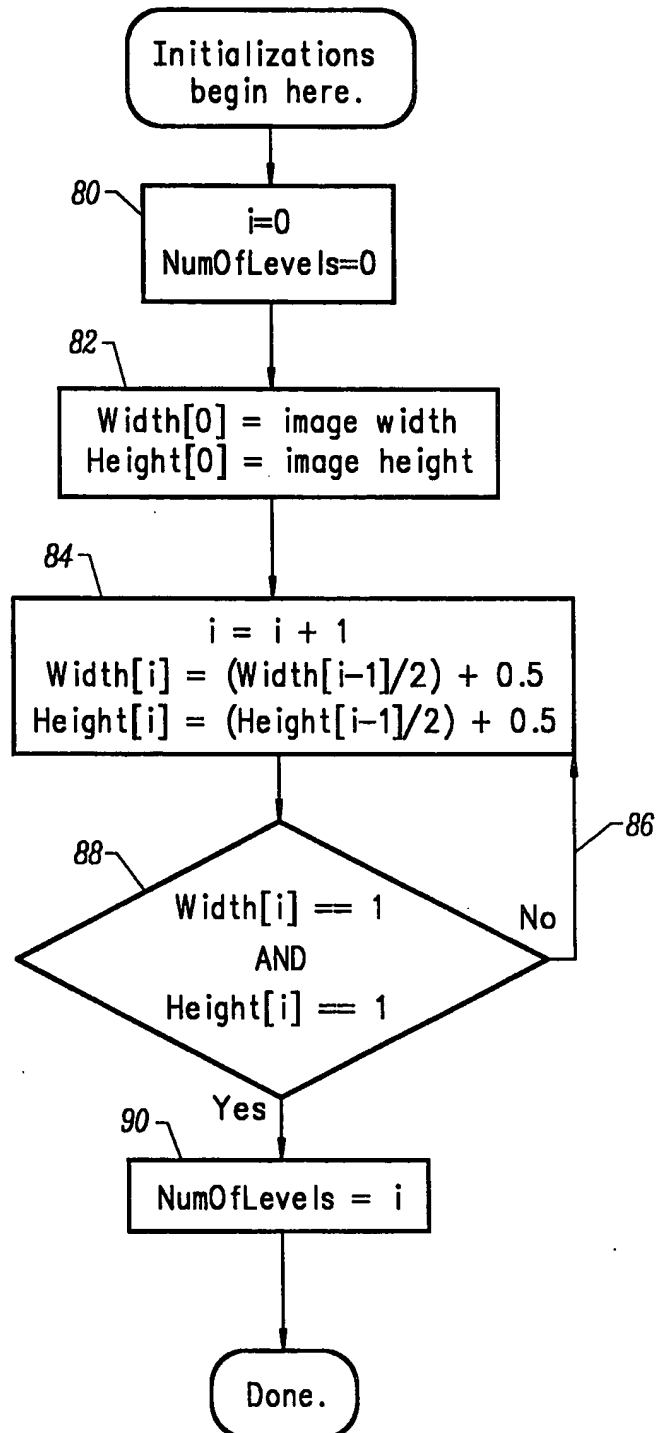 Initializations
begin here.
80
i=0
NumOfLevels=0
82
Width[0] = image width
Height[0] = image height
84
i = i + 1
Width[i] = (Width[i-1]/2) + 0.5
Height[i] = (Height[i-1]/2) + 0.5
86
88
Width[i] == 1
No
AND
Height[i] == 1
Yes
90
NumOfLevels = i
Done.